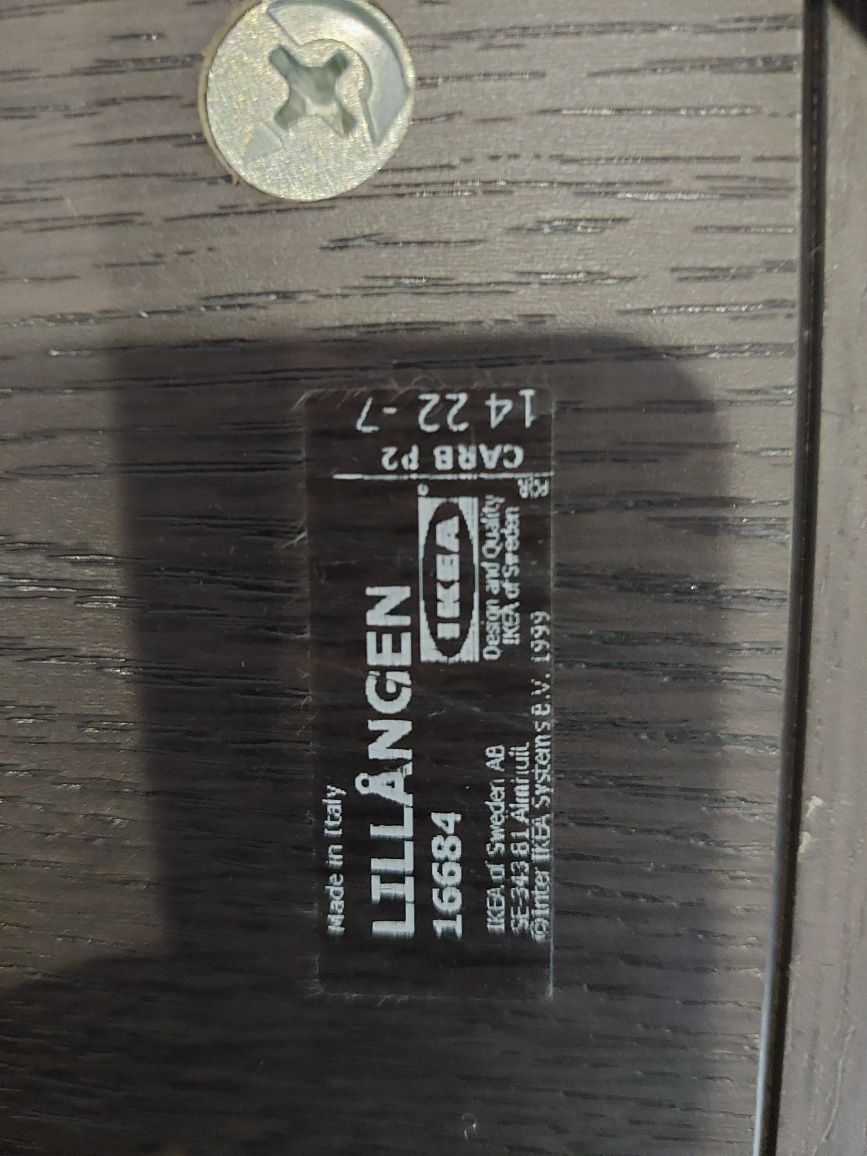 Made in Italy
LILLÅNGEN
16684
IKEA of Sweden AB
SE-343 81 Älmhult
© Inter IKEA Systems B.V. 1999
IKEA
®
Design and Quality
IKEA of Sweden
PQR
CARB P2
14 22 -7